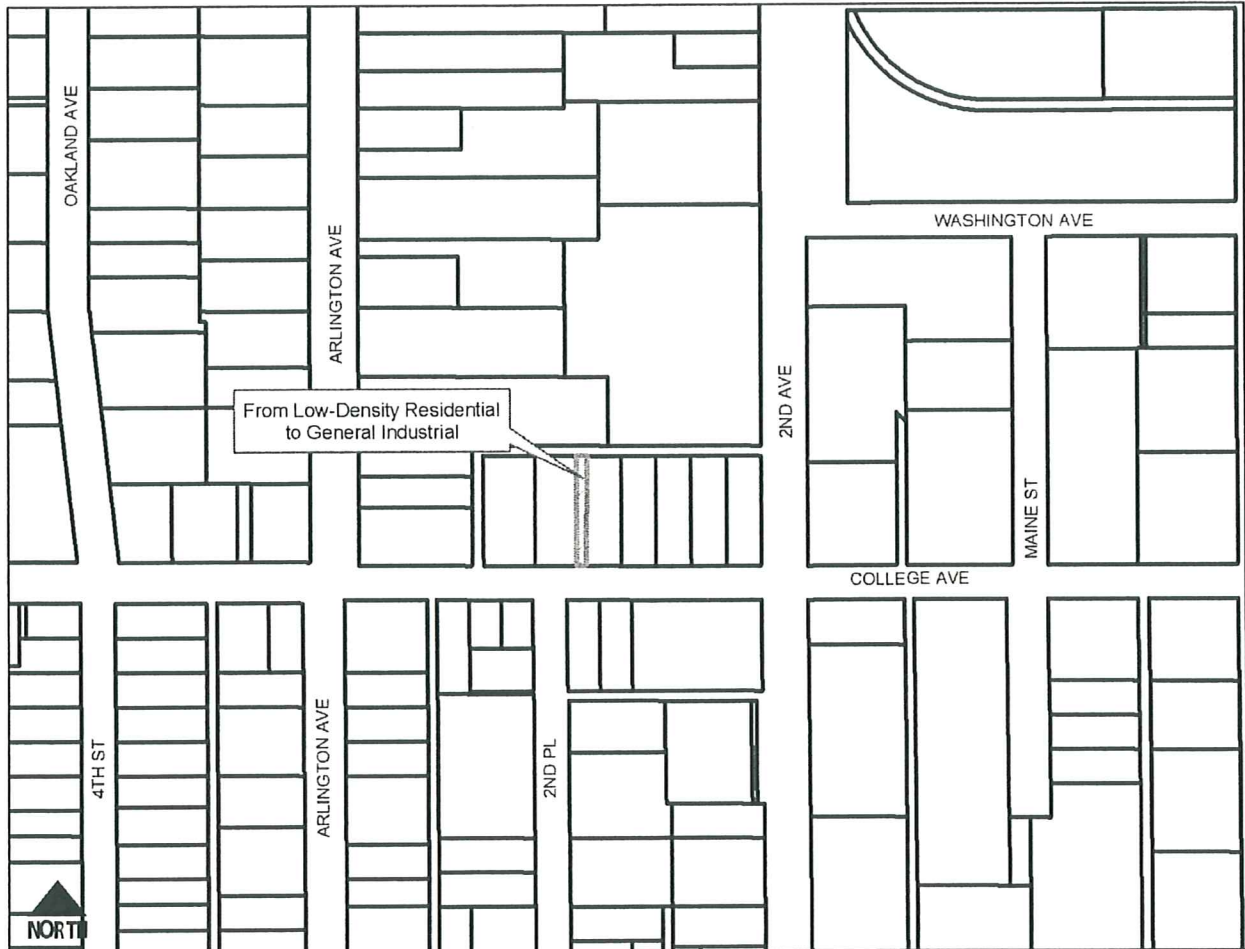 OAKLAND AVE
ARLINGTON AVE
WASHINGTON AVE
2ND AVE
From Low-Density Residential
to General Industrial
MAINE ST
COLLEGE AVE
4TH ST
ARLINGTON AVE
2ND PL
NORTH